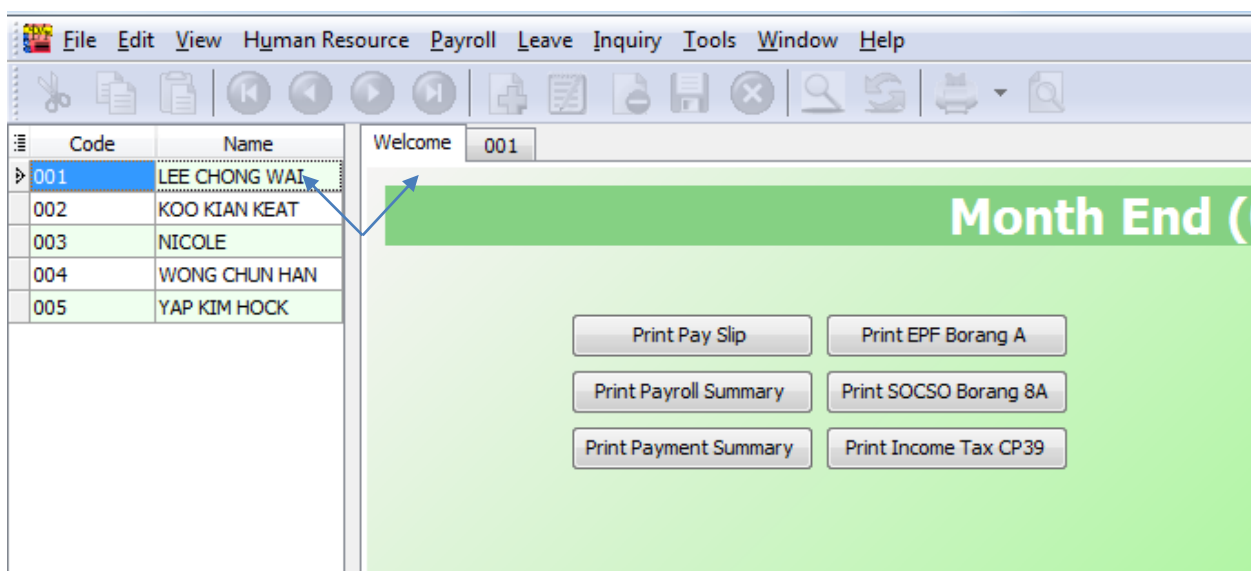 File Edit View Human Resource Payroll Leave Inquiry Tools Window Help
Code Name
001 LEE CHONG WAI
002 KOO KIAN KEAT
003 NICOLE
004 WONG CHUN HAN
005 YAP KIM HOCK
Welcome 001
Month End (
Print Pay Slip Print EPF Borang A
Print Payroll Summary Print SOCSO Borang 8A
Print Payment Summary Print Income Tax CP39